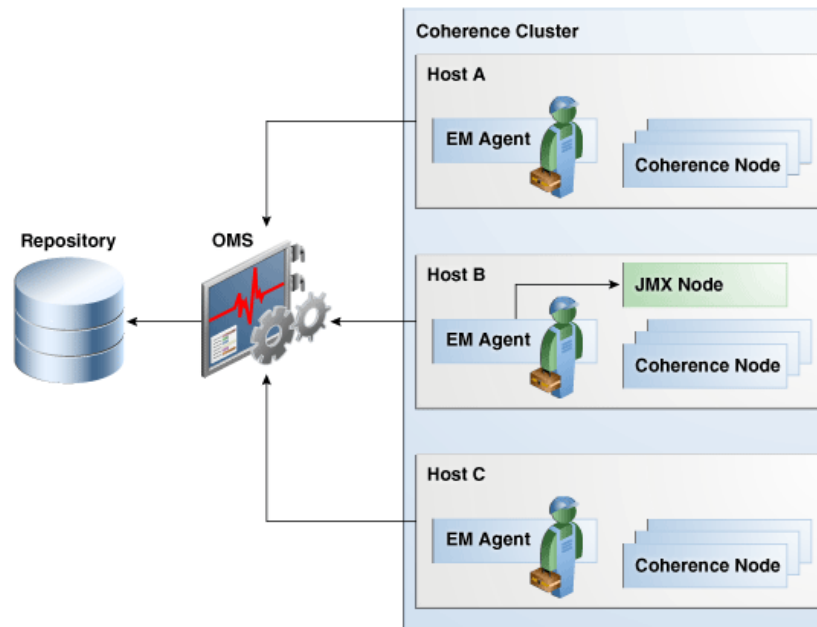 Coherence Cluster
Host A
EM Agent
Coherence Node
Repository
OMS
Host B
JMX Node
EM Agent
Coherence Node
Host C
EM Agent
Coherence Node